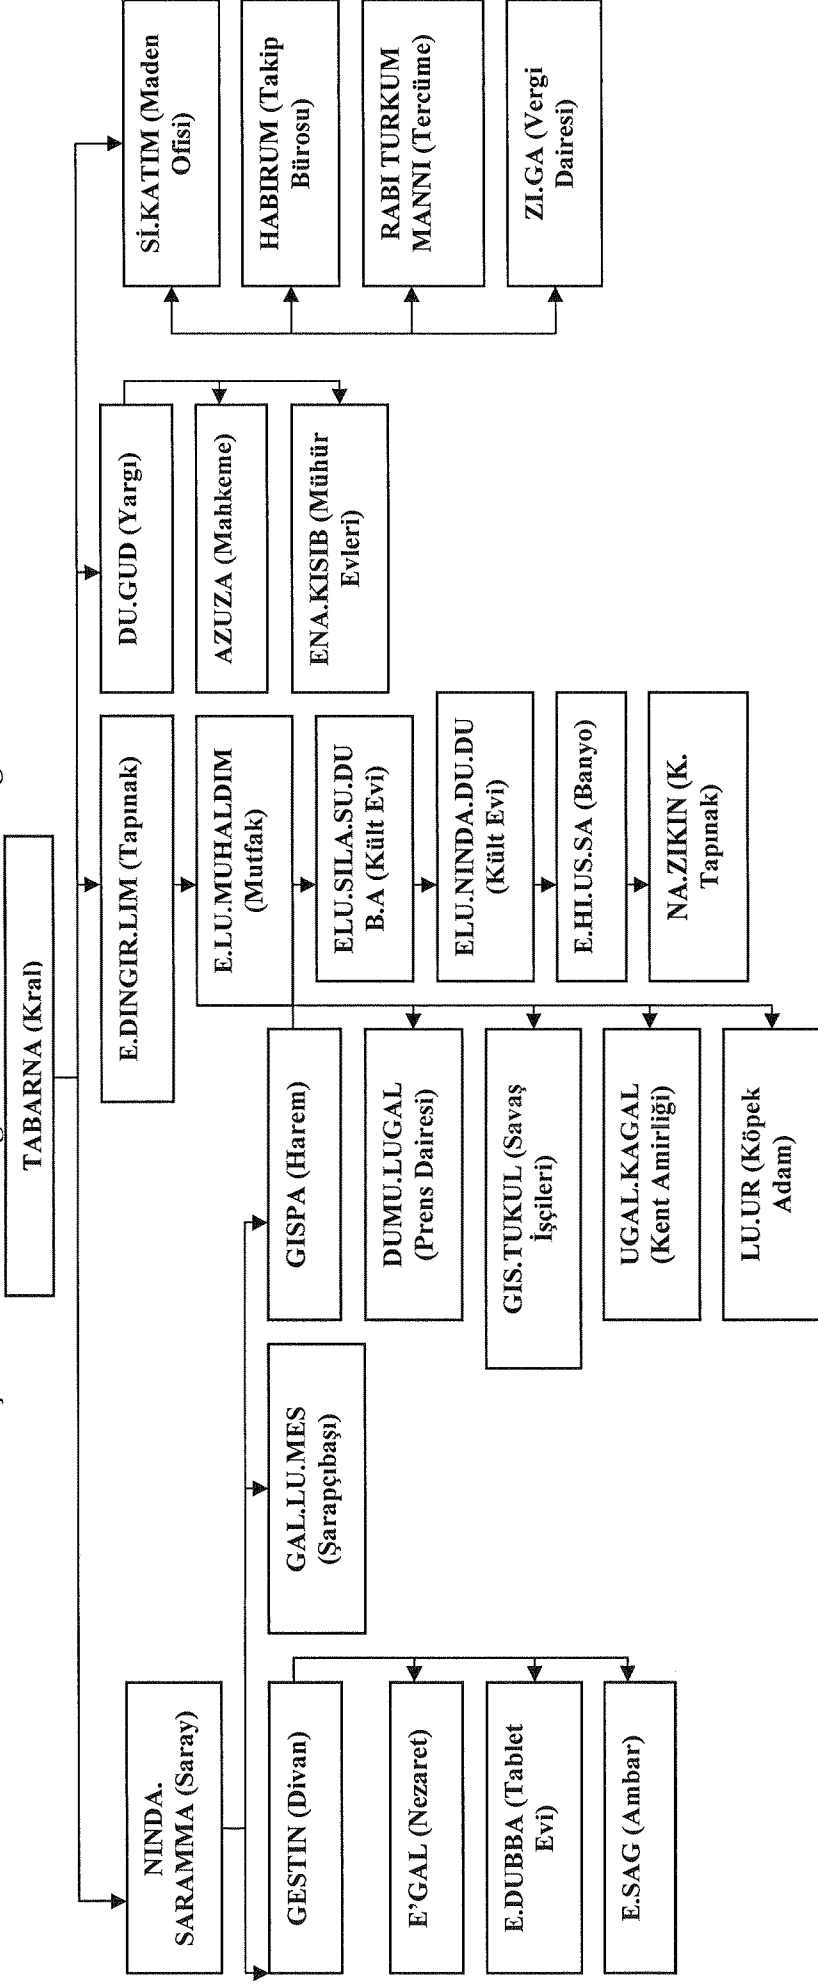 TABARNA (Kral)
NINDA.
SARAMMA (Saray)
E.DINGIR.LIM (Tapınak)
DU.GUD (Yargı)
Sİ.KATIM (Maden
Ofisi)
GESTIN (Divan)
E'GAL (Nezaret)
E.DUBBA (Tablet
Evi)
E.SAG (Ambar)
GAL.LU.MES
(Şarapçıbaşı)
GISPA (Harem)
DUMU.LUGAL
(Prens Dairesi)
GIS.TUKUL (Savaş
İşçileri)
UGAL.KAGAL
(Kent Amirliği)
LU.UR (Köpek
Adam)
E.LU.MUHALDIM
(Mutfak)
ELU.SILA.SU.DU
B.A (Kült Evi)
ELU.NINDA.DU.DU
(Kült Evi)
E.HI.US.SA (Banyo)
NA.ZIKIN (K.
Tapınak)
AZUZA (Mahkeme)
ENA.KISIB (Mühür
Evleri)
HABIRUM (Takip
Bürosu)
RABI TURKUM
MANNI (Tercüme)
ZI.GA (Vergi
Dairesi)